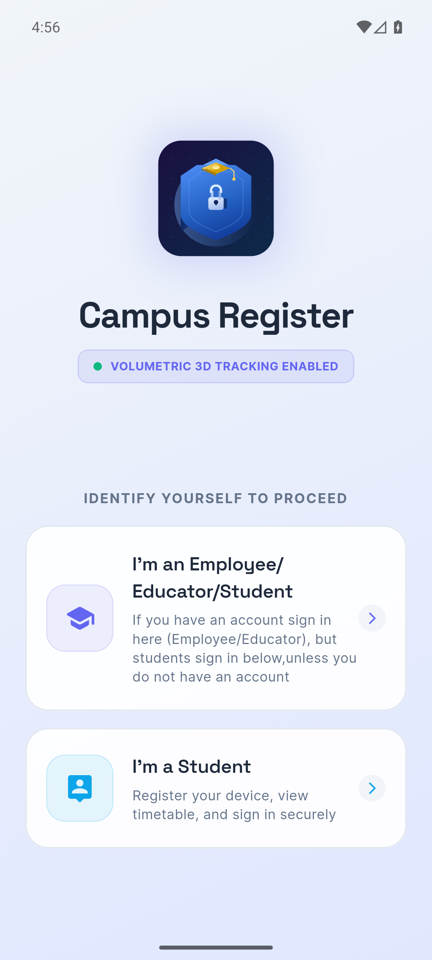 4:56
Campus Register
VOLUMETRIC 3D TRACKING ENABLED
IDENTIFY YOURSELF TO PROCEED
I'm an Employee/
Educator/Student
If you have an account sign in
here (Employee/Educator), but
students sign in below,unless you
do not have an account
I'm a Student
Register your device, view
timetable, and sign in securely